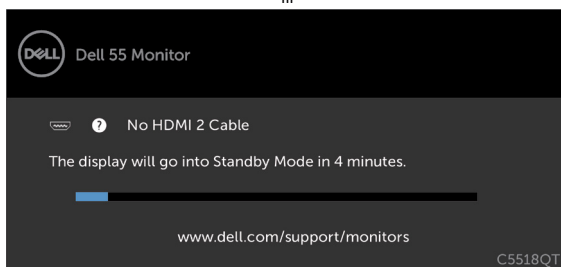 DELL
Dell 55 Monitor
? No HDMI 2 Cable
The display will go into Standby Mode in 4 minutes.
www.dell.com/support/monitors
C5518QT